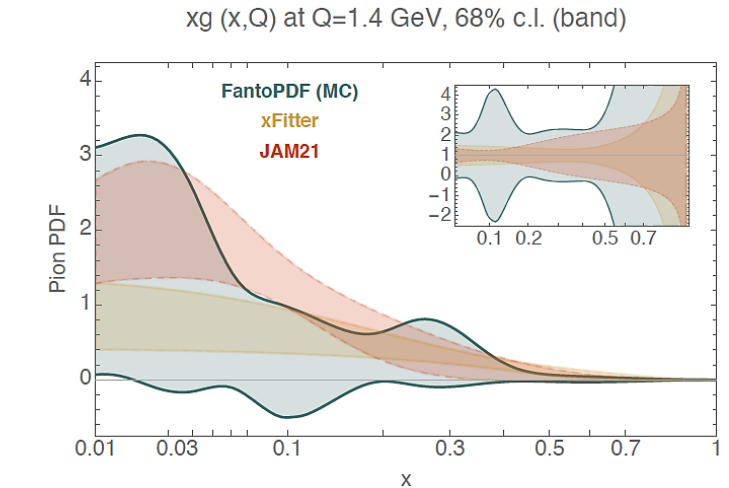 xg (x,Q) at Q=1.4 GeV, 68% c.l. (band)
FantoPDF (MC)
xFitter
JAM21
Pion PDF
4
3
2
1
0
0.01 0.03 0.1 0.3 0.5 0.7 1
x
4
3
2
1
0
−1
−2
0.1 0.2 0.5 0.7